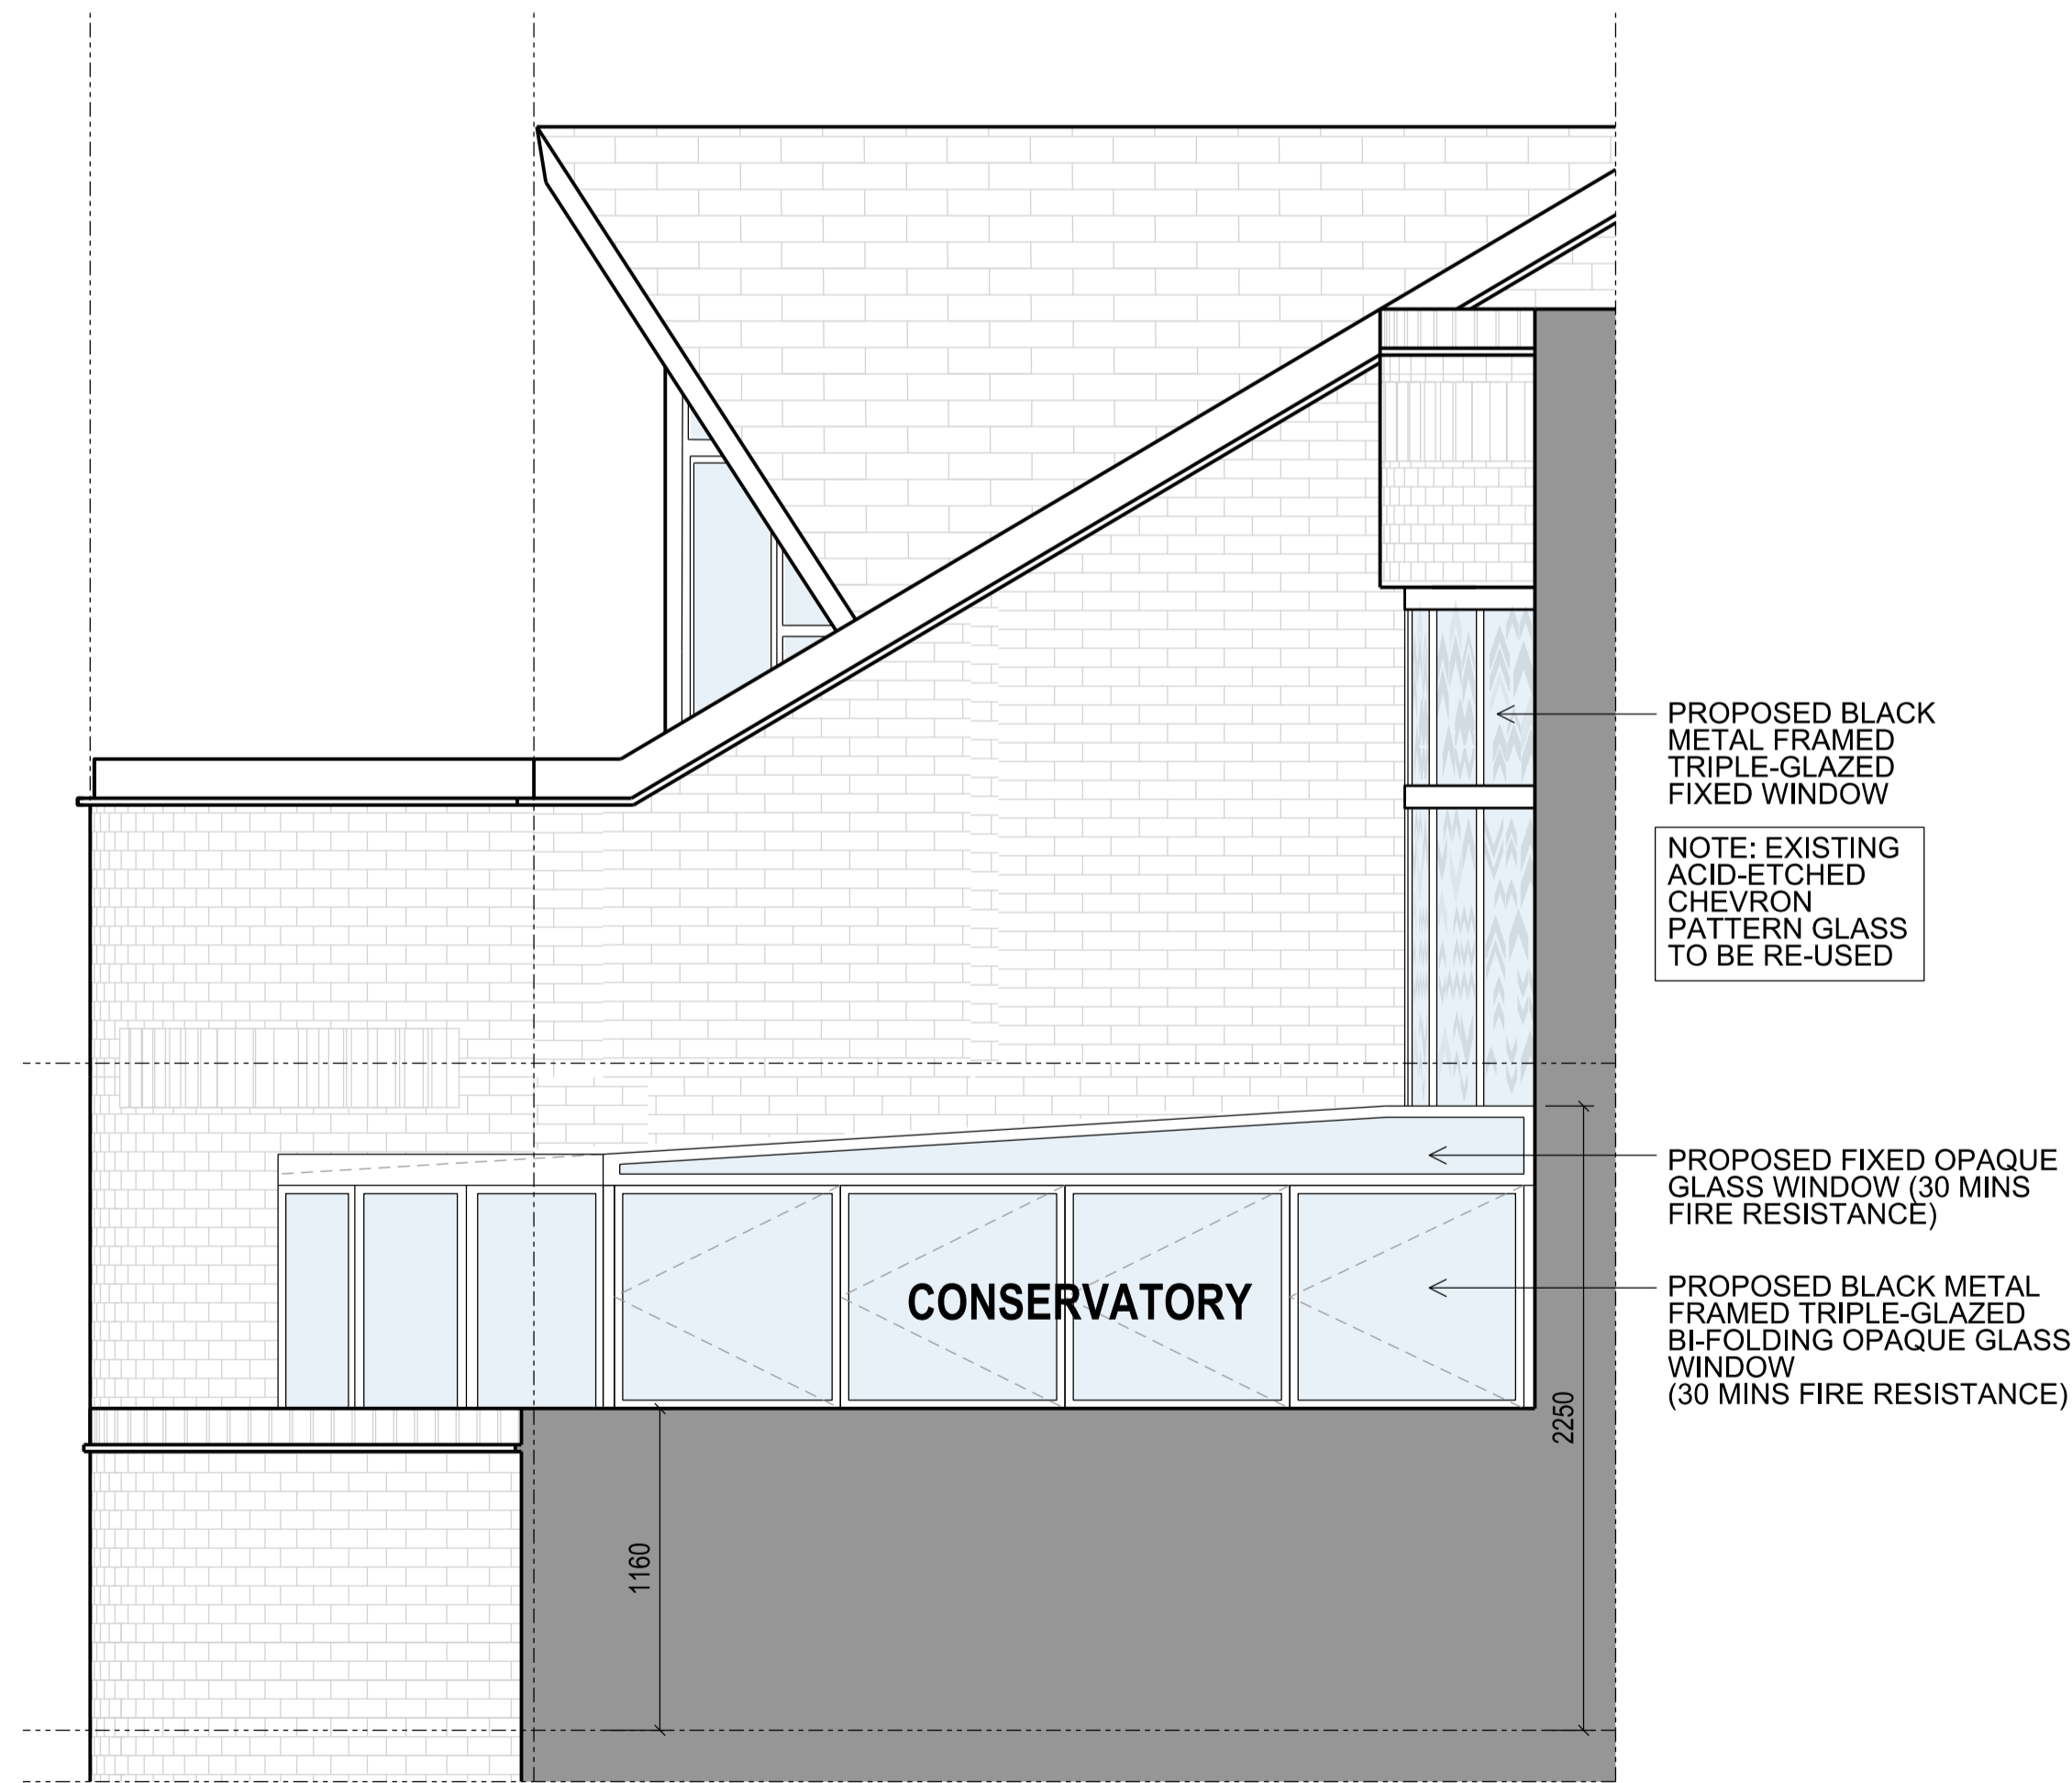 PROPOSED BLACK
METAL FRAMED
TRIPLE-GLAZED
FIXED WINDOW
NOTE: EXISTING
ACID-ETCHED
CHEVRON
PATTERN GLASS
TO BE RE-USED
PROPOSED FIXED OPAQUE
GLASS WINDOW (30 MINS
FIRE RESISTANCE)
CONSERVATORY
PROPOSED BLACK METAL
FRAMED TRIPLE-GLAZED
BI-FOLDING OPAQUE GLASS
WINDOW
(30 MINS FIRE RESISTANCE)
2250
1160